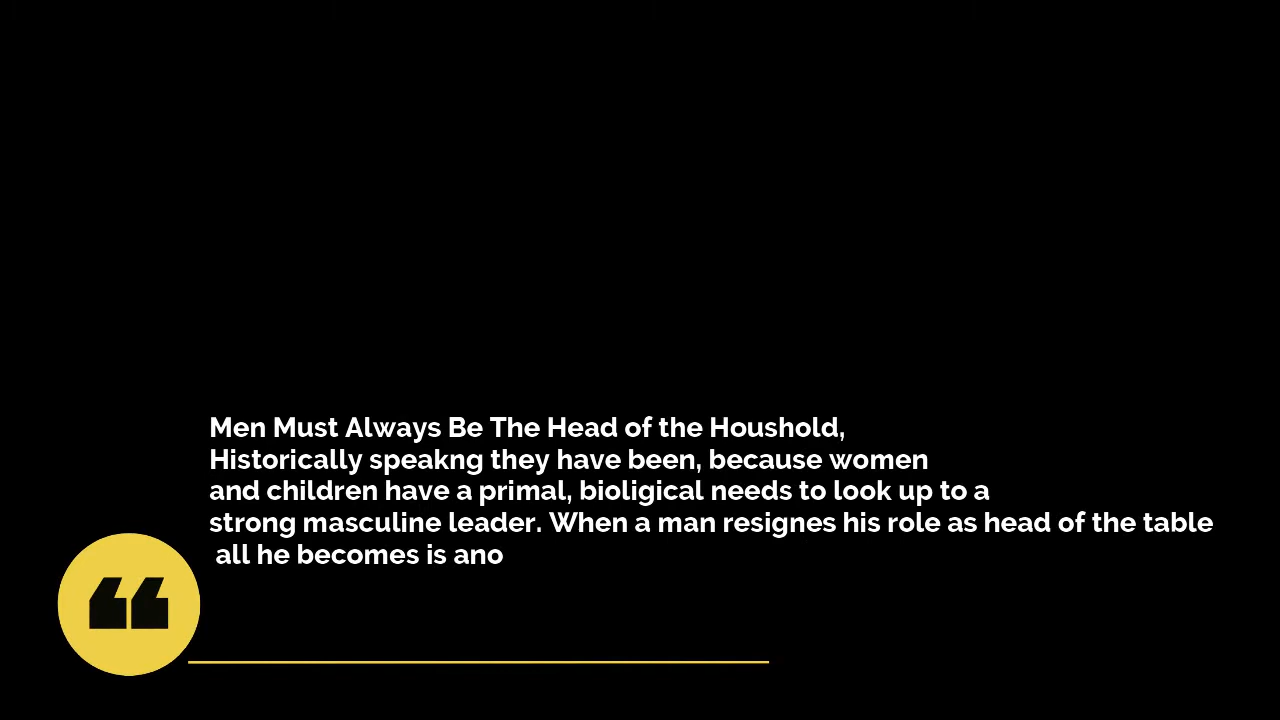 Men Must Always Be The Head of the Houshold,
Historically speakng they have been, because women
and children have a primal, bioligical needs to look up to a
strong masculine leader. When a man resignes his role as head of the table
all he becomes is ano